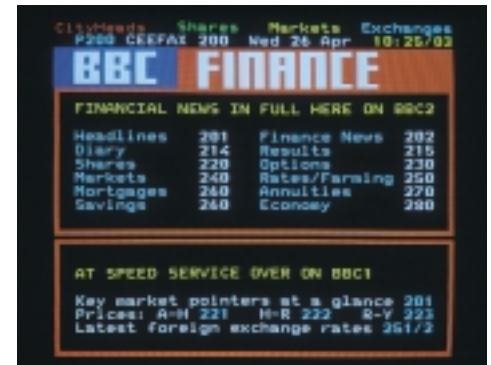 CityHeads Shares Markets Exchanges
P200 CEEFAX 200 Wed 26 Apr 10:25/03
BBC FINANCE
FINANCIAL NEWS IN FULL HERE ON BBC2
Headlines 201 Finance News 202
Diary 214 Results 215
Shares 220 Options 230
Markets 240 Rates/Farming 250
Mortgages 260 Annuities 270
Savings 260 Economy 280
AT SPEED SERVICE OVER ON BBC1
Key market pointers at a glance 201
Prices: A-H 221 H-R 222 R-Y 223
Latest foreign exchange rates 251/2